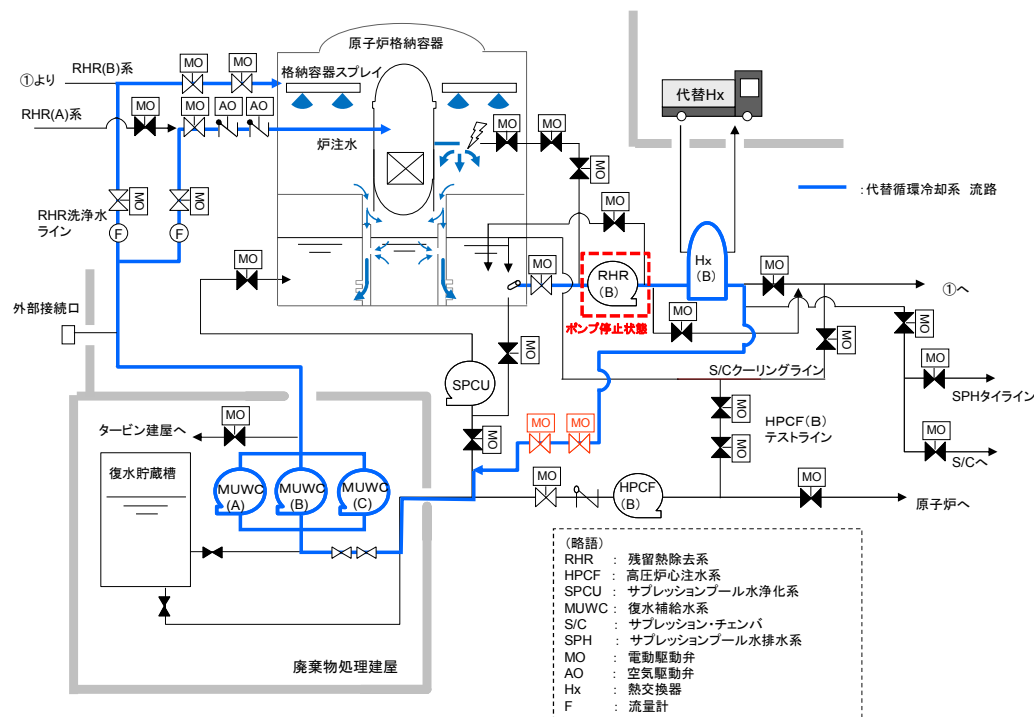 原子炉格納容器
①より
RHR(B)系
MO
MO
格納容器スプレイ
RHR(A)系
MO
MO
AO
AO
炉注水
MO
MO
MO
代替Hx
:代替循環冷却系 流路
RHR洗浄水
ライン
MO
MO
F
F
MO
MO
MO
RHR
(B)
ポンプ停止状態
Hx
(B)
MO
①へ
外部接続口
MO
MO
MO
MO
S/Cクーリングライン
MO
SPHタイライン
SPCU
MO
MO
MO
MO
HPCF(B)
テストライン
MO
MO
MO
S/Cへ
タービン建屋へ
MO
復水貯蔵槽
MUWC
(A)
MUWC
(B)
MUWC
(C)
MO
HPCF
(B)
MO
原子炉へ
廃棄物処理建屋
(略語)
RHR : 残留熱除去系
HPCF : 高圧炉心注水系
SPCU : サプレッションプール水浄化系
MUWC : 復水補給水系
S/C : サプレッション・チェンバ
SPH : サプレッションプール水排水系
MO : 電動駆動弁
AO : 空気駆動弁
Hx : 熱交換器
F : 流量計